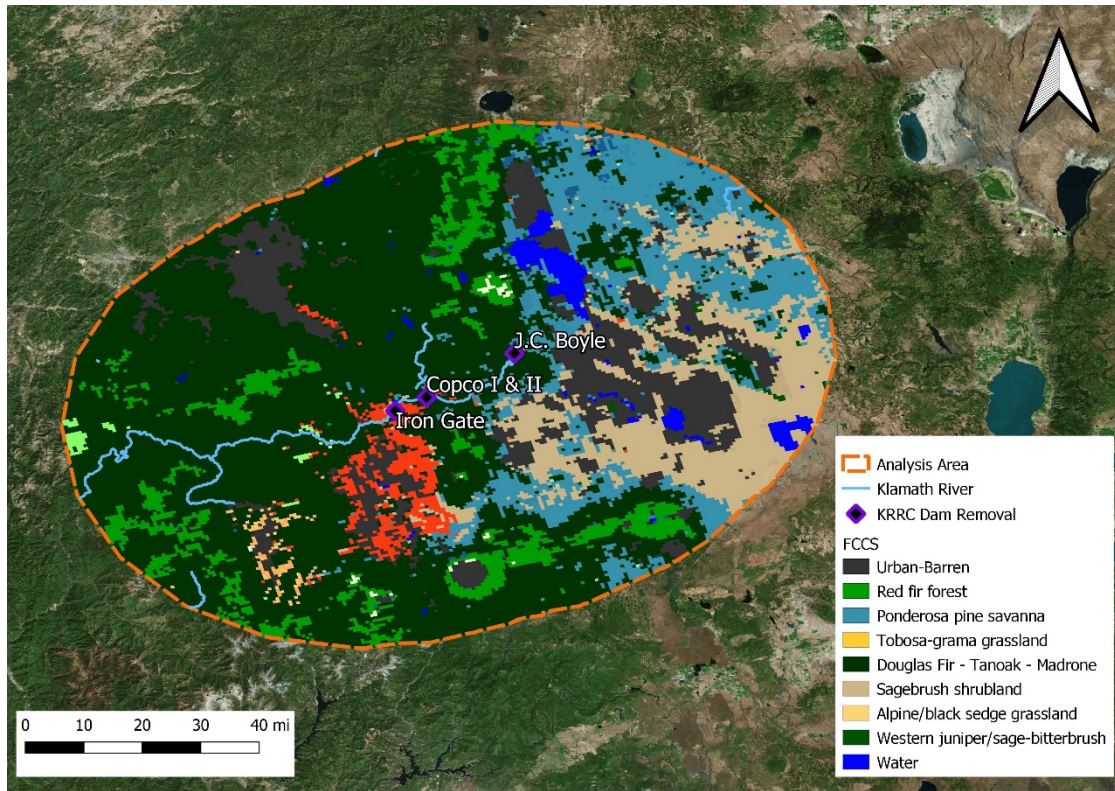 J.C. Boyle
Copco I & II
Iron Gate
0 10 20 30 40 mi
Analysis Area
Klamath River
KRRC Dam Removal
FCCS
Urban-Barren
Red fir forest
Ponderosa pine savanna
Tobosa-grama grassland
Douglas Fir - Tanoak - Madrone
Sagebrush shrubland
Alpine/black sedge grassland
Western juniper/sage-bitterbrush
Water